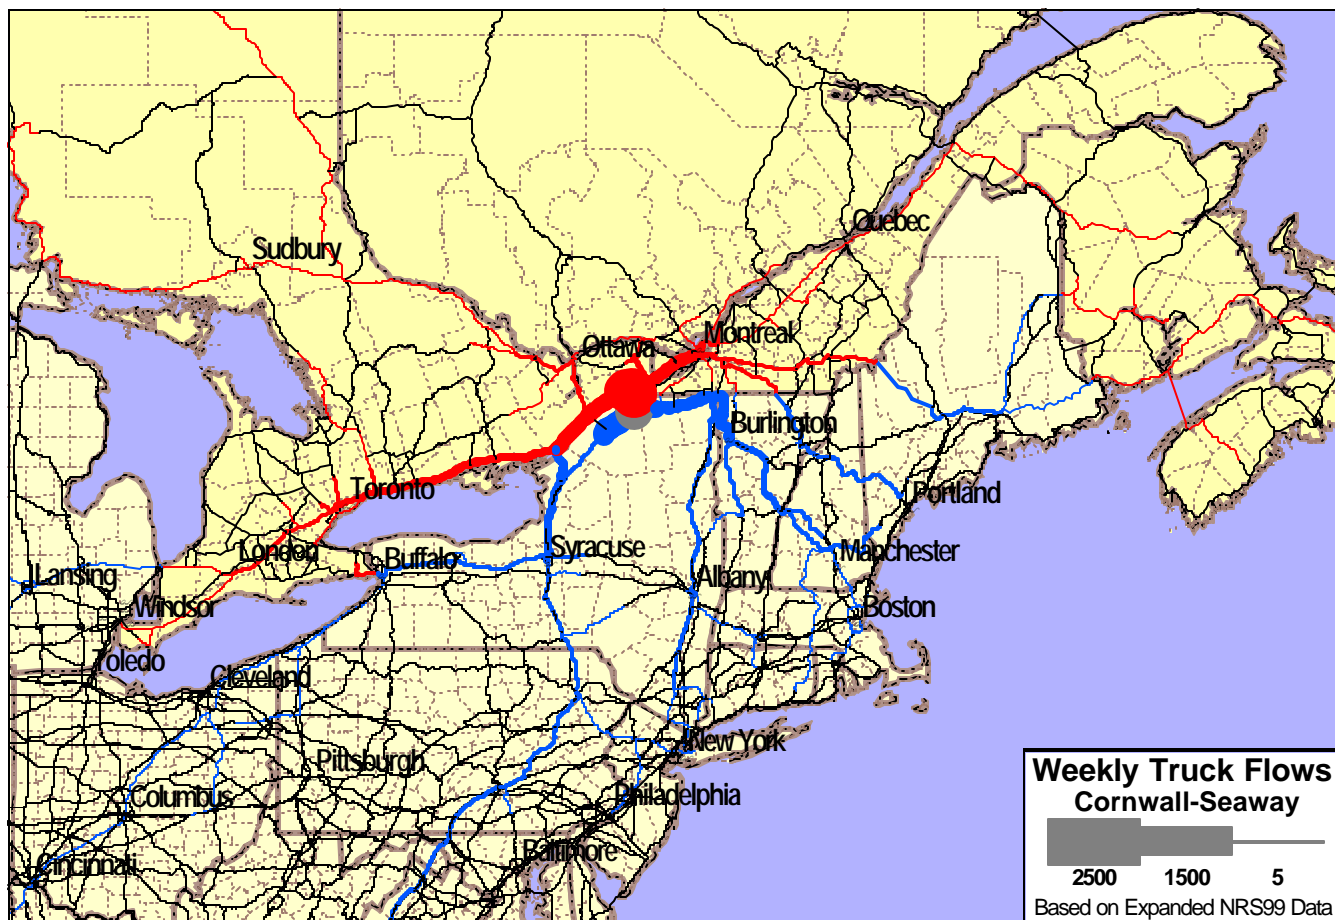 Quebec
Sudbury
Montreal
Ottawa
Burlington
Toronto
Portland
London
Buffalo
Syracuse
Manchester
Lansing
Albany
Windsor
Boston
Toledo
Cleveland
New York
Pittsburgh
Columbus
Philadelphia
Baltimore
Cincinnati
Weekly Truck Flows
Cornwall-Seaway
2500 1500 5
Based on Expanded NRS99 Data